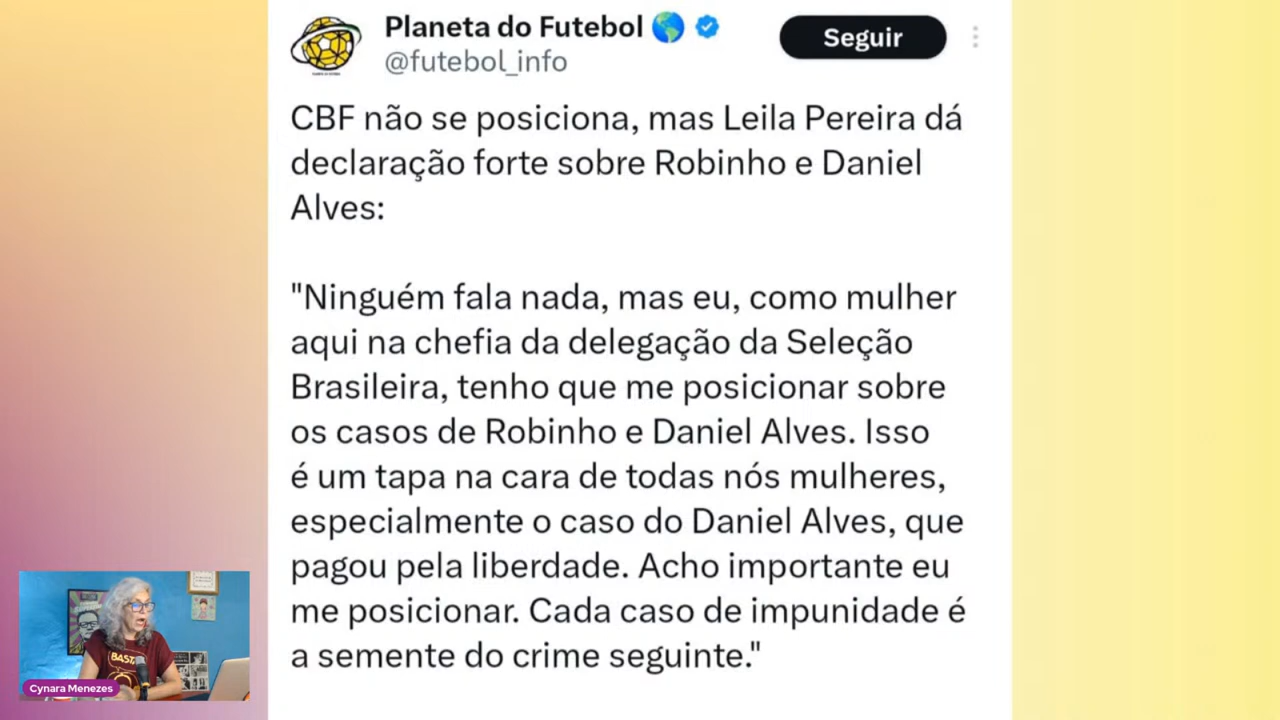 Planeta do Futebol
@futebol_info
Seguir
CBF não se posiciona, mas Leila Pereira dá
declaração forte sobre Robinho e Daniel
Alves:
"Ninguém fala nada, mas eu, como mulher
aqui na chefia da delegação da Seleção
Brasileira, tenho que me posicionar sobre
os casos de Robinho e Daniel Alves. Isso
é um tapa na cara de todas nós mulheres,
especialmente o caso do Daniel Alves, que
pagou pela liberdade. Acho importante eu
me posicionar. Cada caso de impunidade é
a semente do crime seguinte."
Cynara Menezes